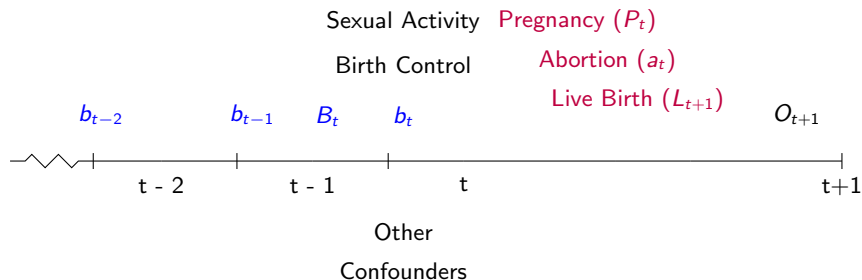 Sexual Activity Pregnancy (P_t)
Birth Control Abortion (a_t)
Live Birth (L_{t+1})
b_{t−2} b_{t−1} B_t b_t O_{t+1}
t - 2 t - 1 t t+1
Other
Confounders